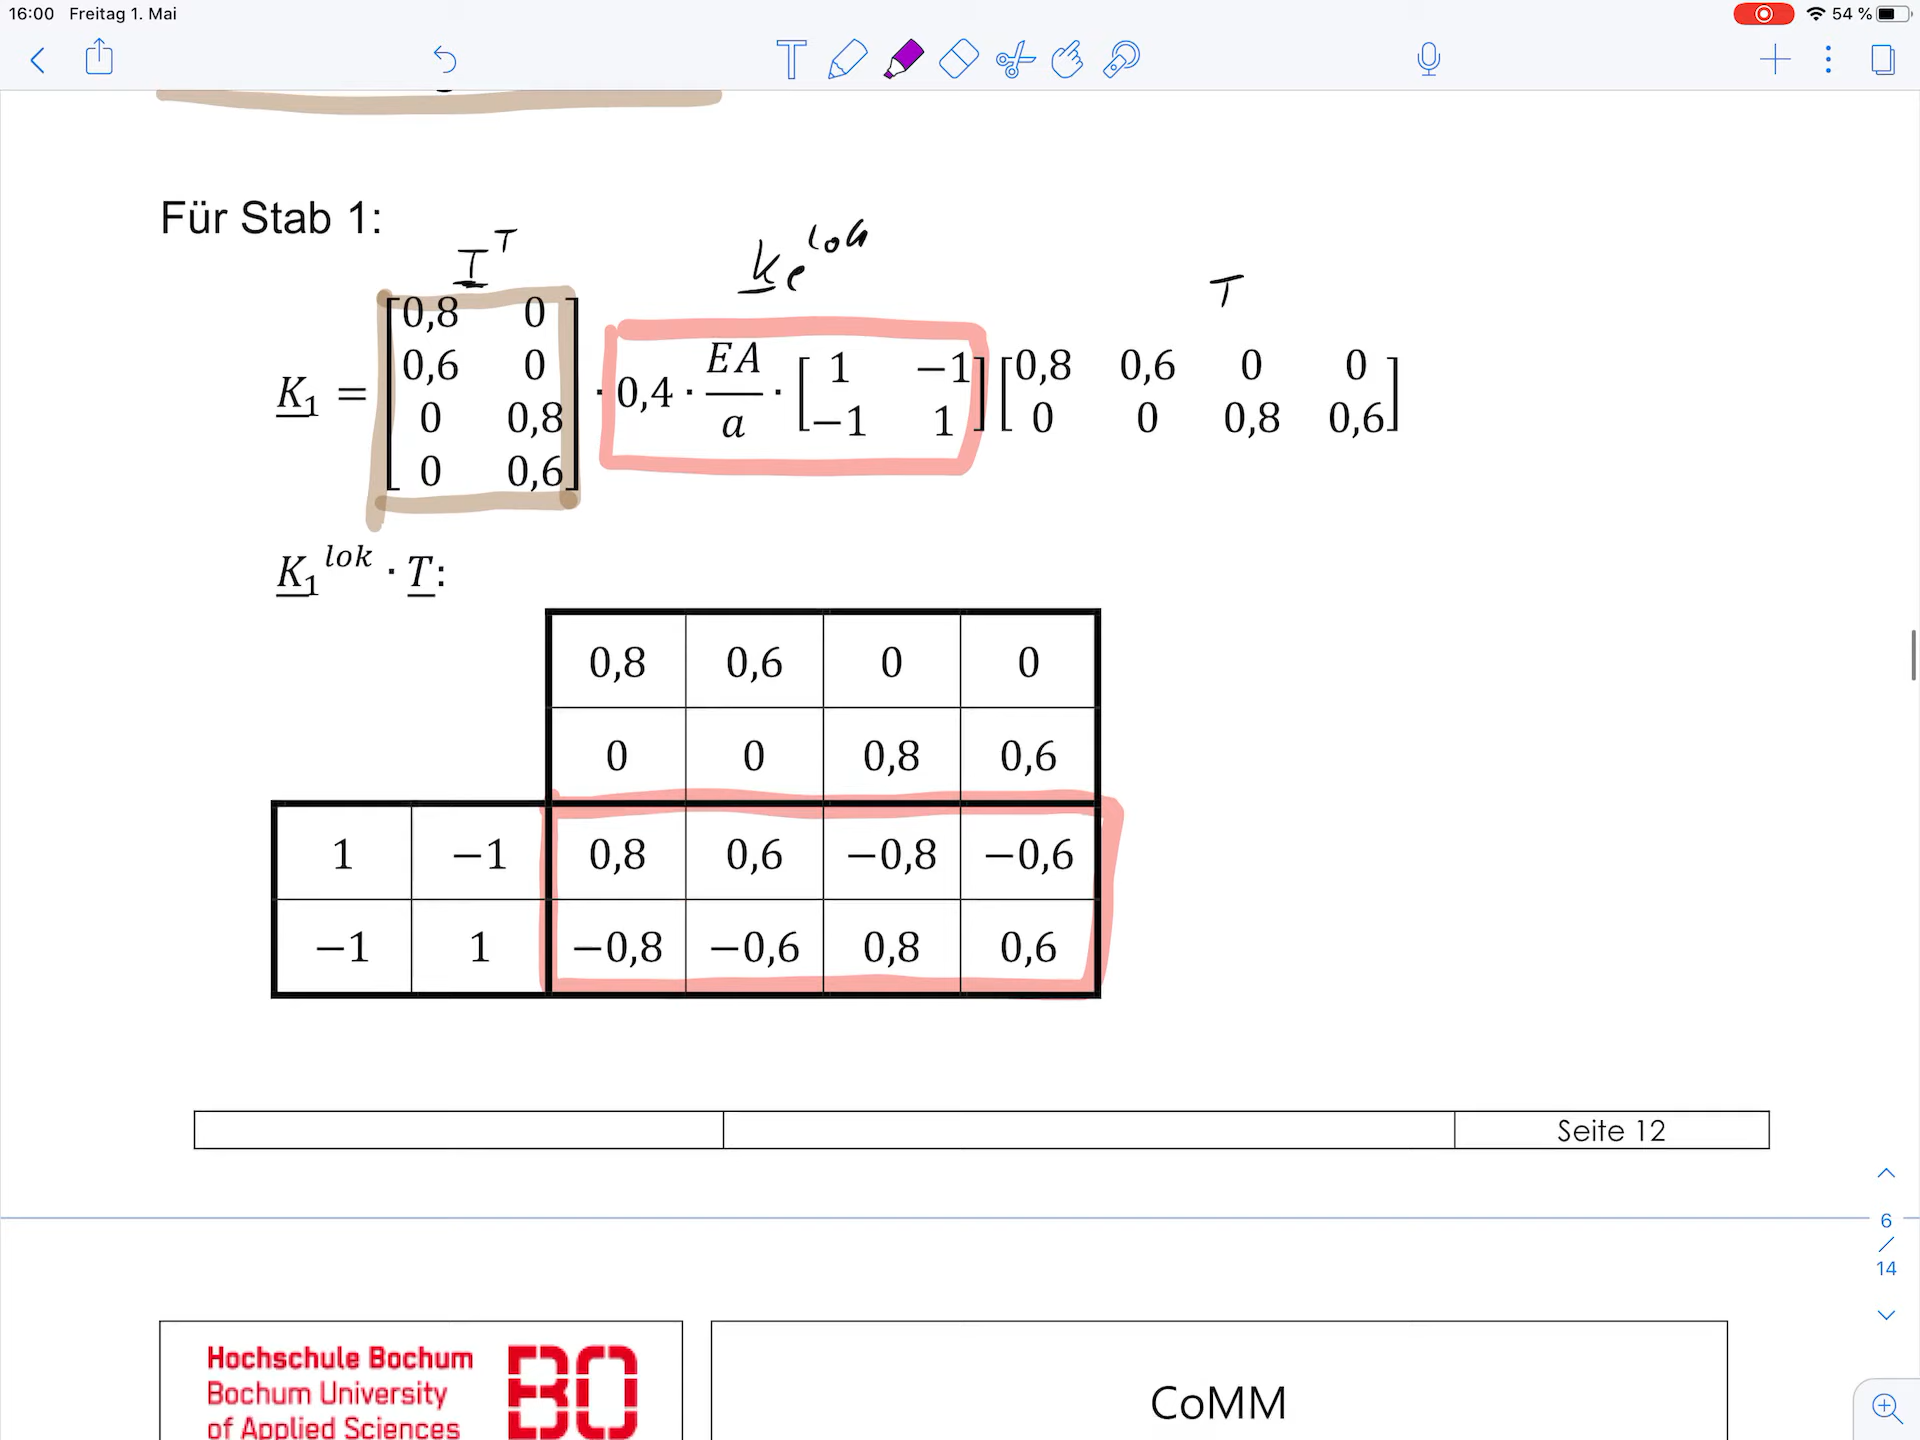 16:00 Freitag 1. Mai 54 %
Für Stab 1:
T^T K_e^lok T
K_1 = [0,8 0; 0,6 0; 0 0,8; 0 0,6] · 0,4 · EA/a · [1 −1; −1 1] [0,8 0,6 0 0; 0 0 0,8 0,6]
K_1^lok · T:
0,8 0,6 0 0
0 0 0,8 0,6
1 −1 0,8 0,6 −0,8 −0,6
−1 1 −0,8 −0,6 0,8 0,6
Seite 12
6
/
14
Hochschule Bochum
Bochum University
of Applied Sciences
BO
CoMM